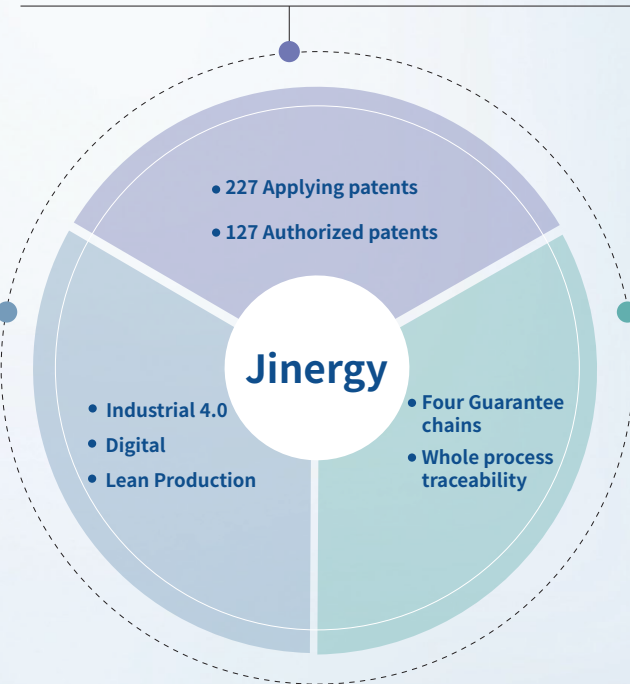 227 Applying patents
127 Authorized patents
Jinergy
Industrial 4.0
Digital
Lean Production
Four Guarantee
chains
Whole process
traceability